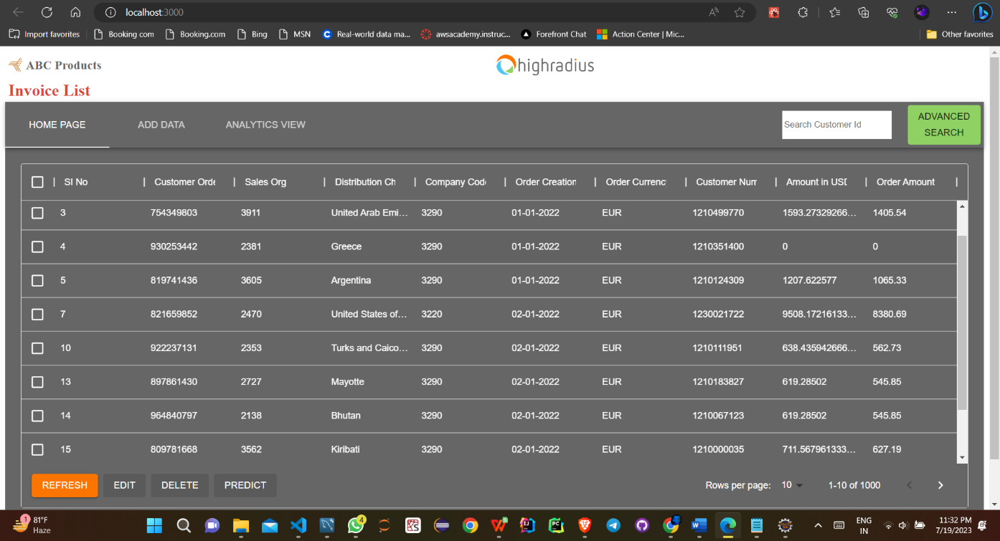 localhost:3000
Import favorites Booking com Booking.com Bing MSN Real-world data ma... awsacademy.instruc... Forefront Chat Action Center | Mic... Other favorites
ABC Products highradius
Invoice List
HOME PAGE ADD DATA ANALYTICS VIEW Search Customer Id ADVANCED SEARCH
Sl No Customer Orde Sales Org Distribution Ch Company Code Order Creation Order Currenc Customer Num Amount in USD Order Amount
3 754349803 3911 United Arab Emi... 3290 01-01-2022 EUR 1210499770 1593.27329266... 1405.54
4 930253442 2381 Greece 3290 01-01-2022 EUR 1210351400 0 0
5 819741436 3605 Argentina 3290 01-01-2022 EUR 1210124309 1207.622577 1065.33
7 821659852 2470 United States of... 3220 02-01-2022 EUR 1230021722 9508.17216133... 8380.69
10 922237131 2353 Turks and Caico... 3290 02-01-2022 EUR 1210111951 638.435942666... 562.73
13 897861430 2727 Mayotte 3290 02-01-2022 EUR 1210183827 619.28502 545.85
14 964840797 2138 Bhutan 3290 02-01-2022 EUR 1210067123 619.28502 545.85
15 809781668 3562 Kiribati 3290 02-01-2022 EUR 1210000035 711.567961333... 627.19
REFRESH EDIT DELETE PREDICT Rows per page: 10 1-10 of 1000
1 81°F 4 ENG 11:32 PM
Haze IN 7/19/2023